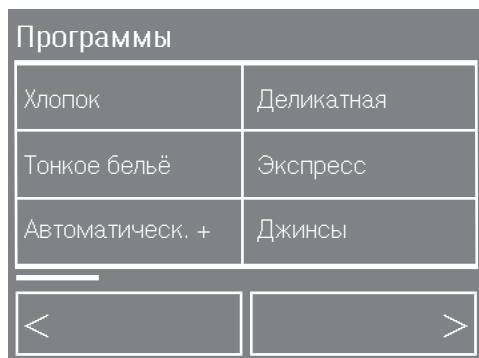 Программы
Хлопок
Деликатная
Тонкое бельё
Экспресс
Автоматическ. +
Джинсы
<
>